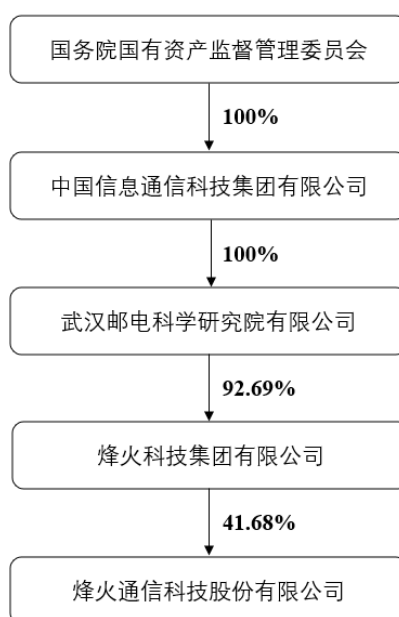 国务院国有资产监督管理委员会
100%
中国信息通信科技集团有限公司
100%
武汉邮电科学研究院有限公司
92.69%
烽火科技集团有限公司
41.68%
烽火通信科技股份有限公司